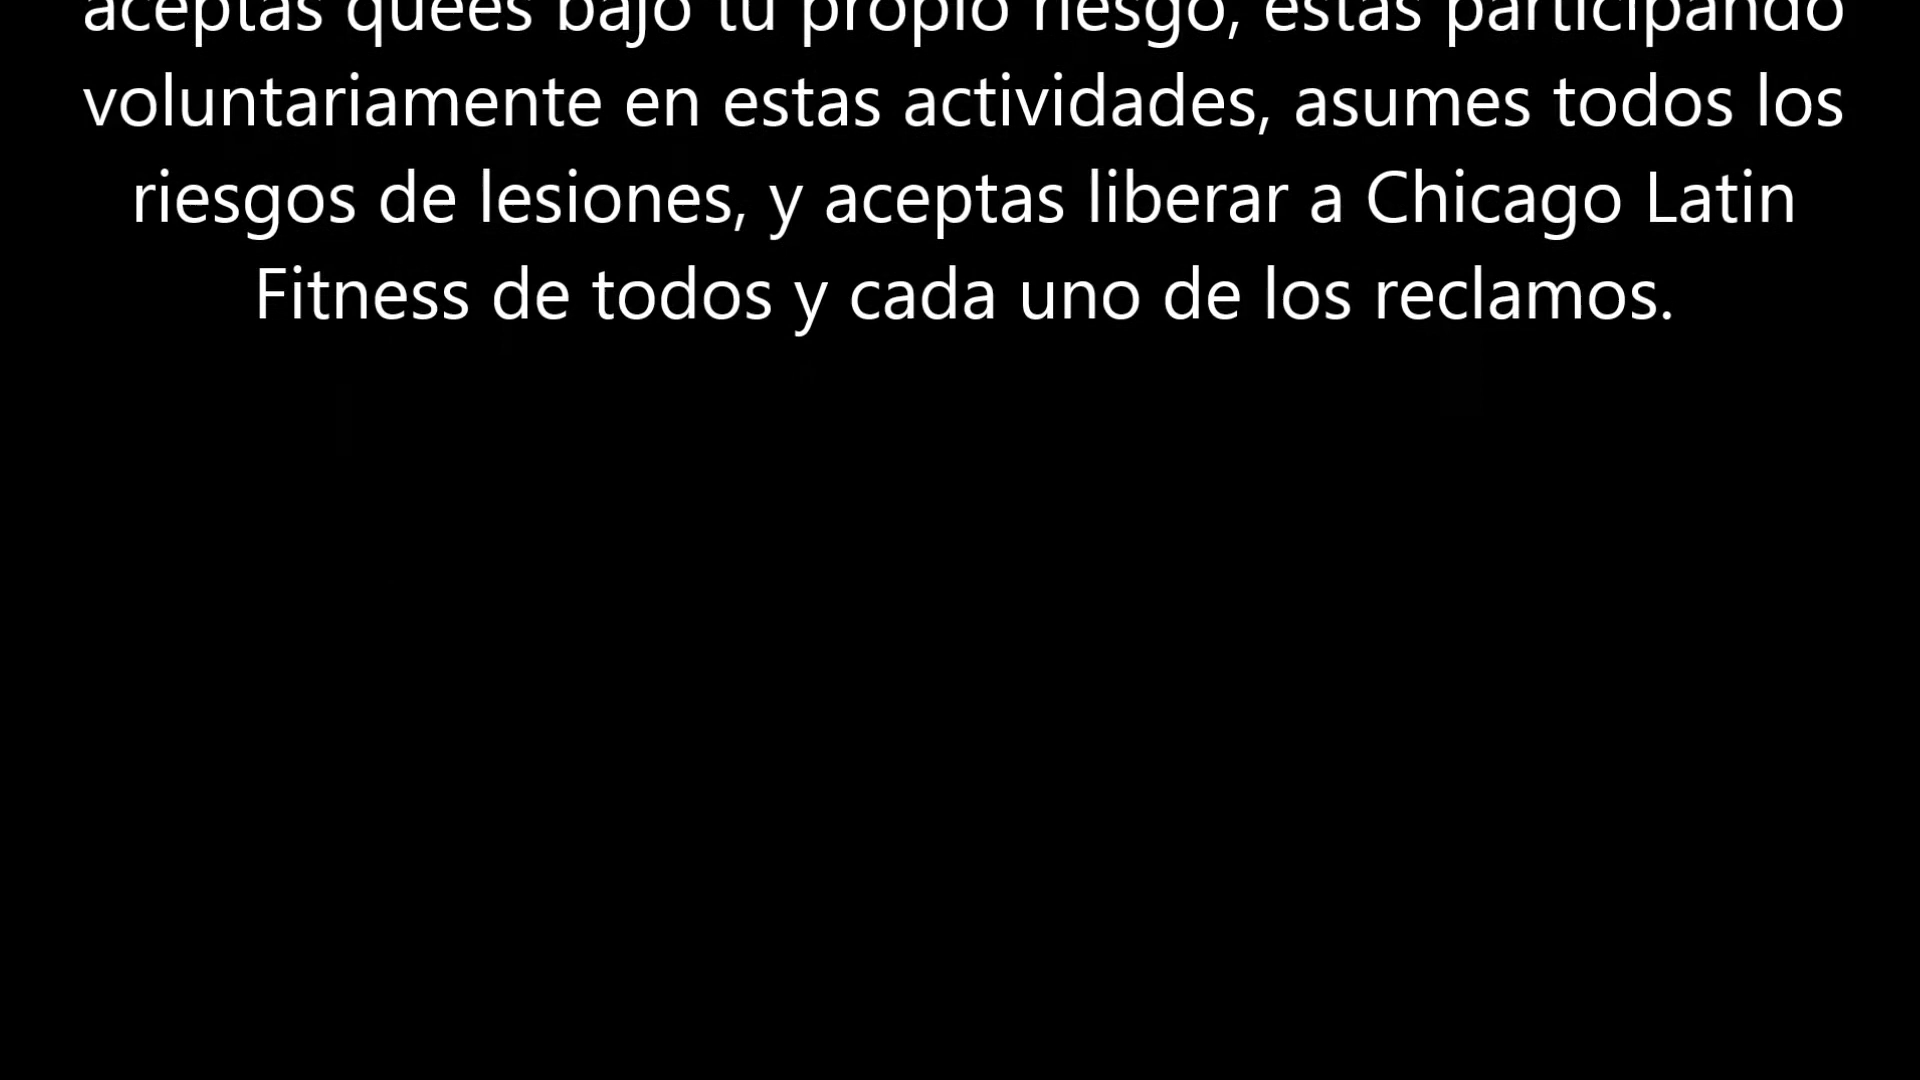 aceptas quees bajo tu propio riesgo, estas participando
voluntariamente en estas actividades, asumes todos los
riesgos de lesiones, y aceptas liberar a Chicago Latin
Fitness de todos y cada uno de los reclamos.